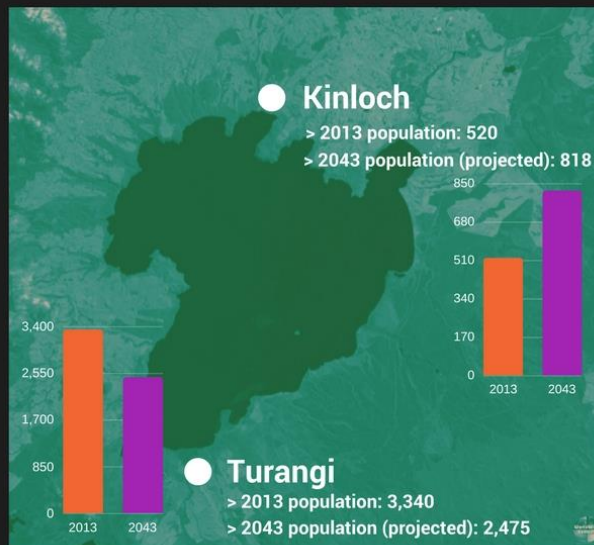 Kinloch
> 2013 population: 520
> 2043 population (projected): 818
850
680
510
340
170
0
2013 2043
3,400
2,550
1,700
850
0
2013 2043
Turangi
> 2013 population: 3,340
> 2043 population (projected): 2,475